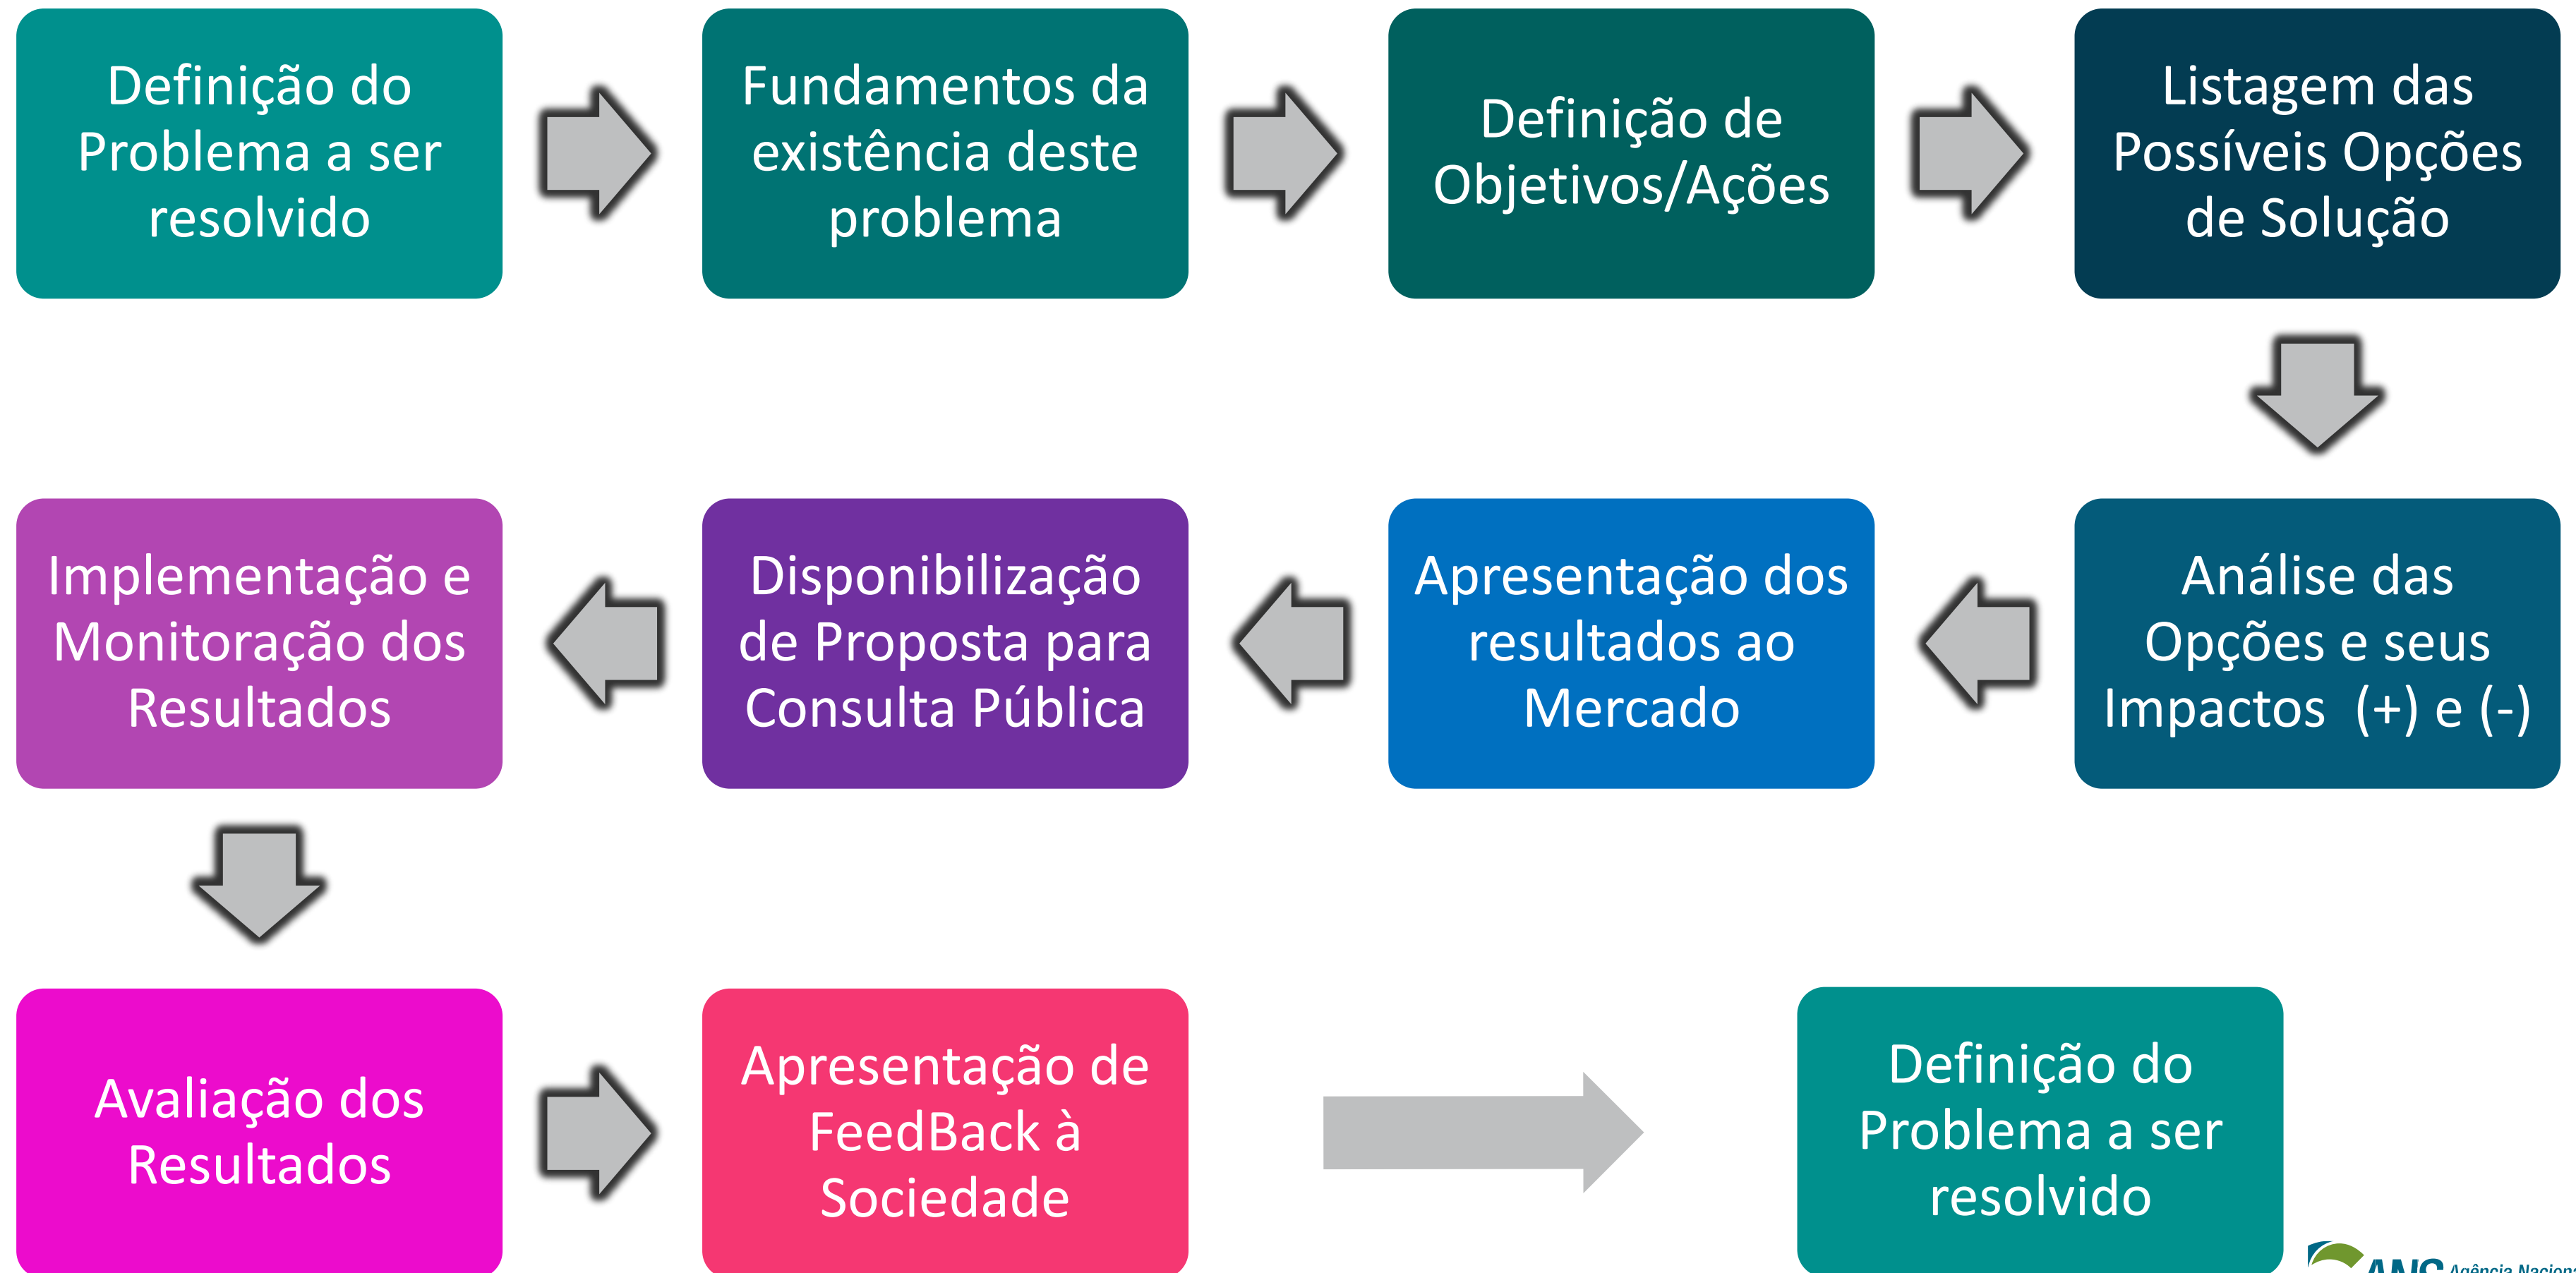 Definição do
Problema a ser
resolvido
Fundamentos da
existência deste
problema
Definição de
Objetivos/Ações
Listagem das
Possíveis Opções
de Solução
Análise das
Opções e seus
Impactos (+) e (-)
Apresentação dos
resultados ao
Mercado
Disponibilização
de Proposta para
Consulta Pública
Implementação e
Monitoração dos
Resultados
Avaliação dos
Resultados
Apresentação de
FeedBack à
Sociedade
Definição do
Problema a ser
resolvido
ANS Agência